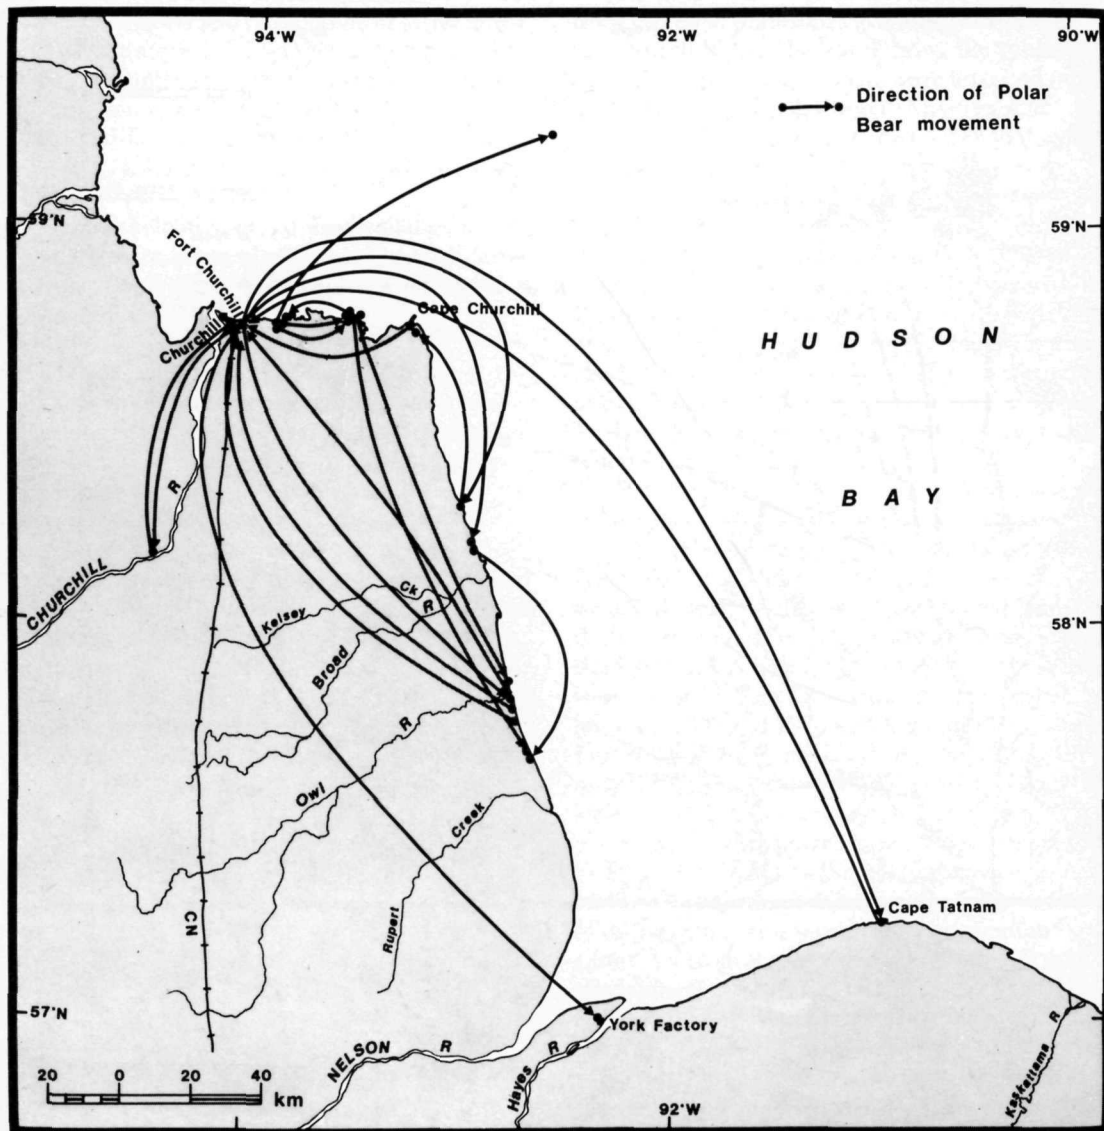 94°W
92°W
90°W
Direction of Polar
Bear movement
59°N
59°N
Fort Churchill
Churchill
Cape Churchill
HUDSON
BAY
R
CHURCHILL
Kelsey
Ck
R
Broad
58°N
R
Owl
Creek
Rupert
CN
Cape Tatnam
57°N
York Factory
NELSON
R
R
Hayes
R
Kaskattama
20 0 20 40
km
92°W